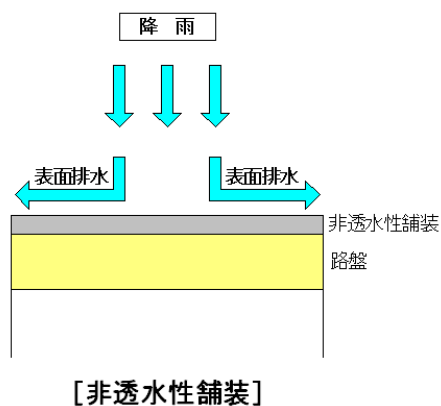 降 雨
表面排水 表面排水
非透水性舗装
路盤
[非透水性舗装]